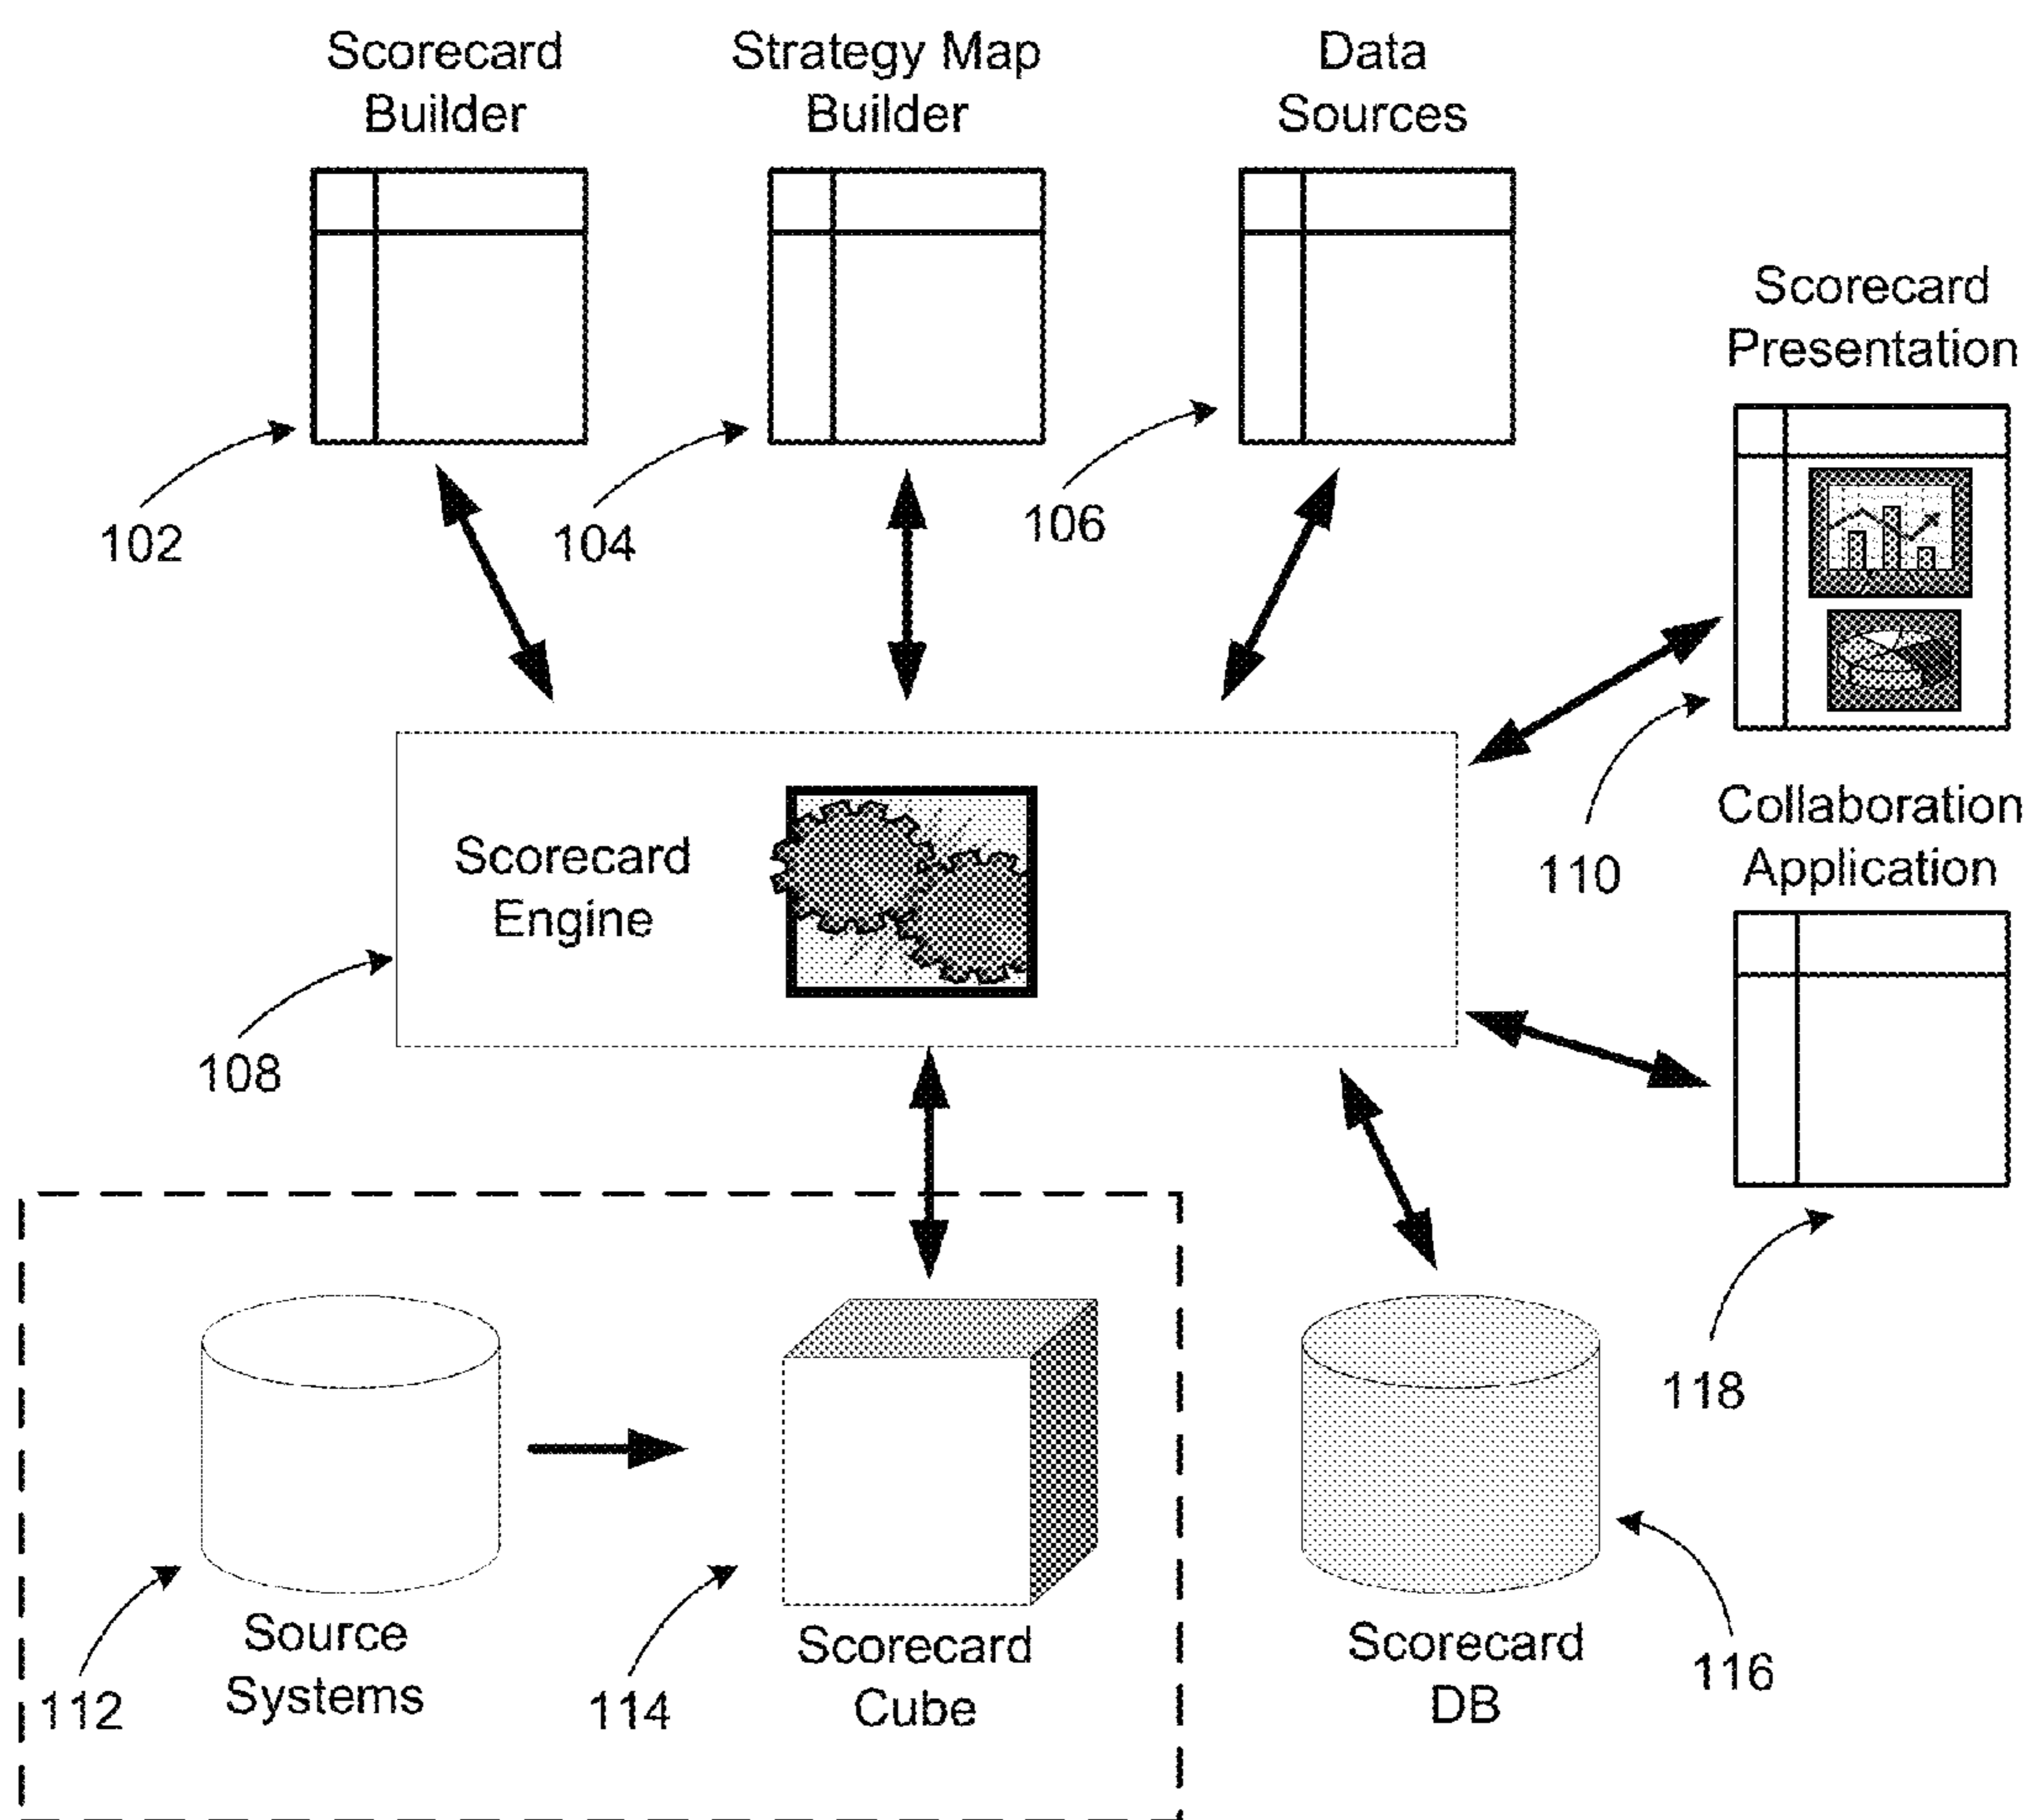 Scorecard
Builder
Strategy Map
Builder
Data
Sources
102
104
106
Scorecard
Presentation
110
Scorecard
Engine
108
Collaboration
Application
118
Source
Systems
112
Scorecard
Cube
114
Scorecard
DB
116